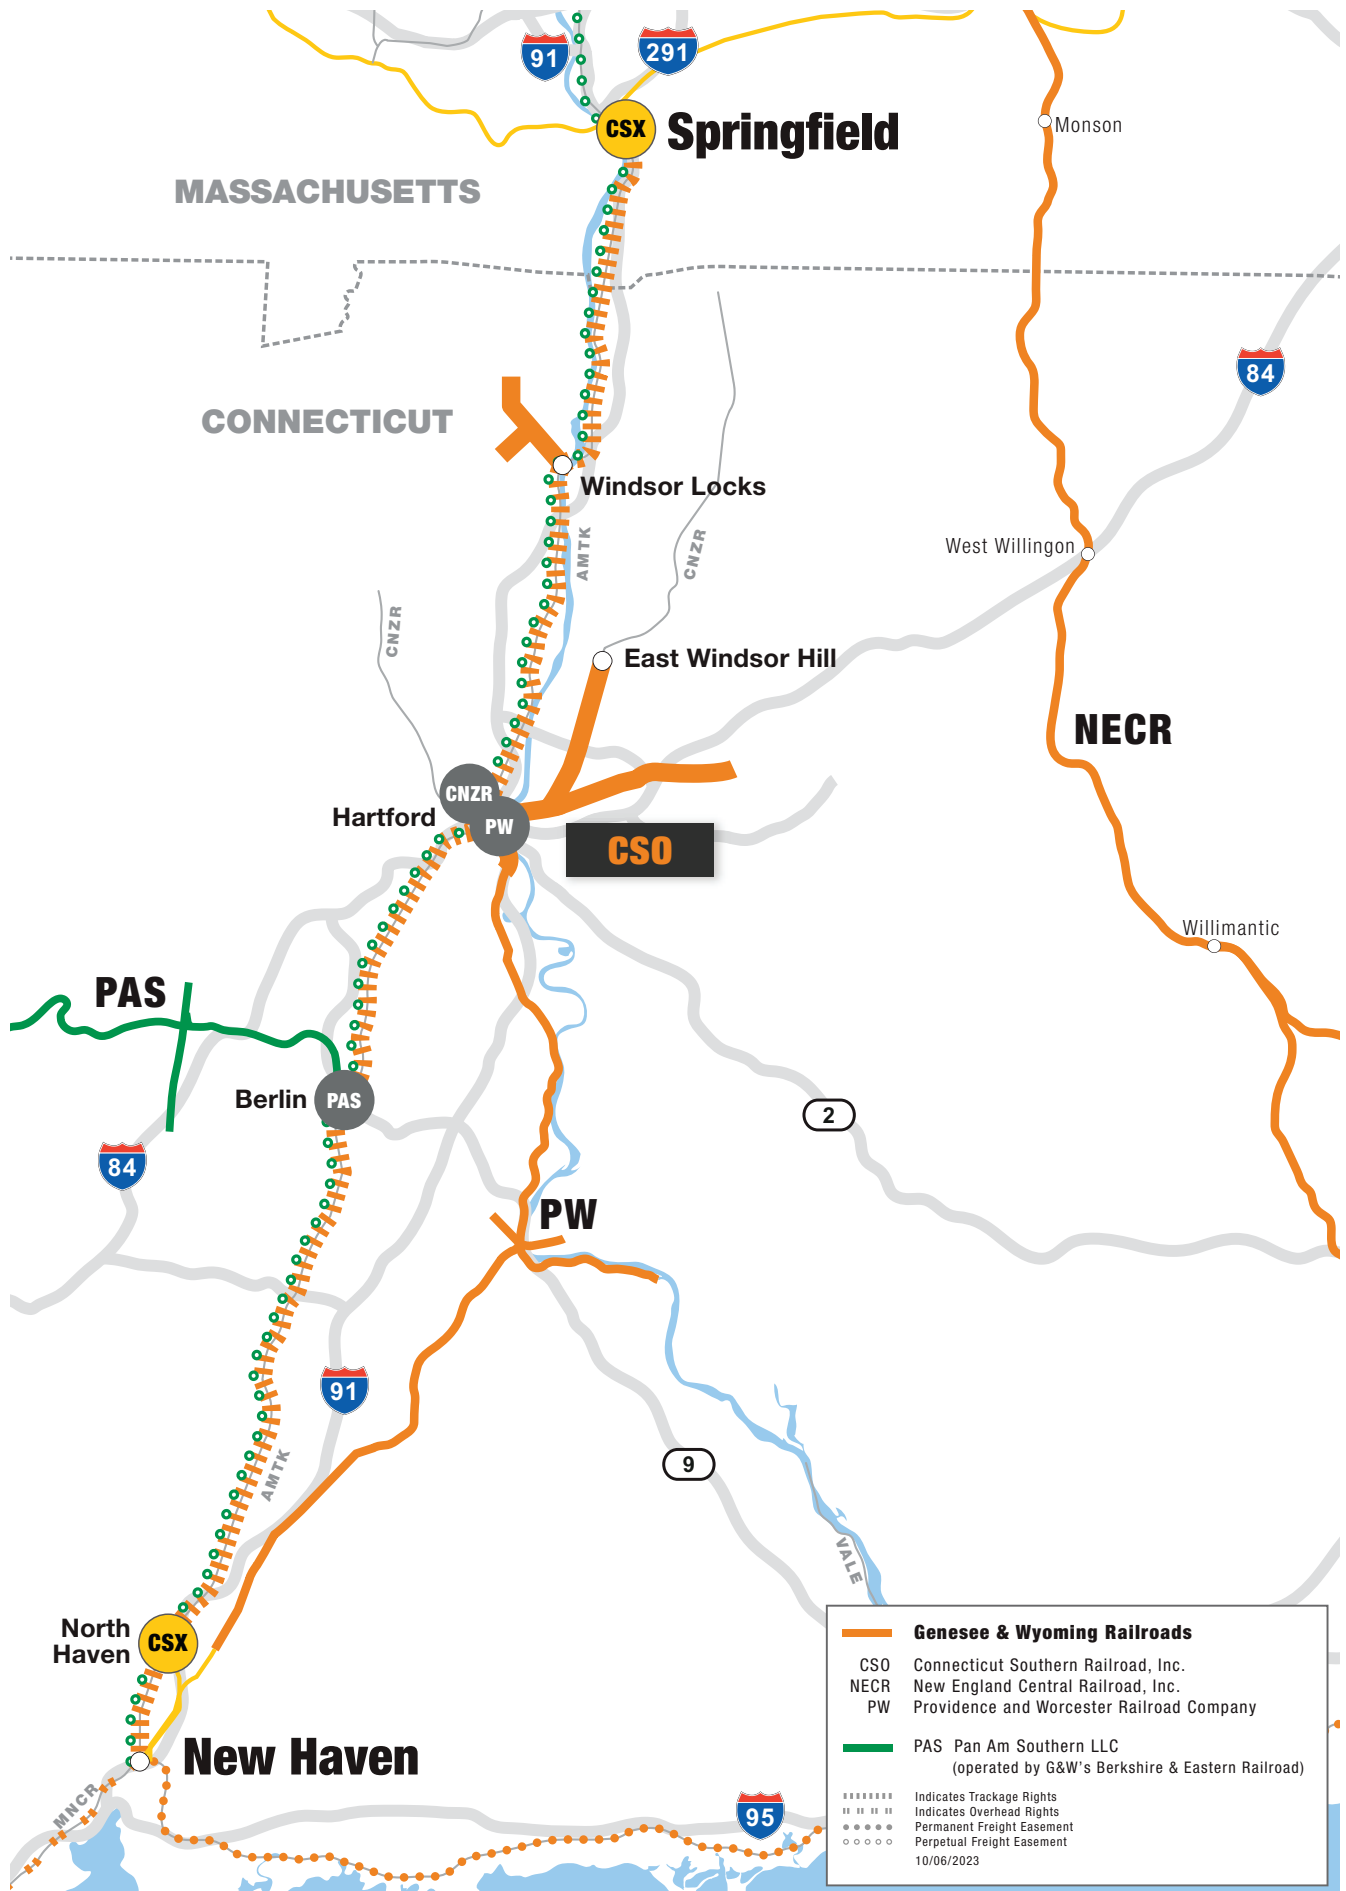 91
291
CSX
Springfield
Monson
MASSACHUSETTS
84
CONNECTICUT
Windsor Locks
AMTK
CNZR
West Willingon
CNZR
East Windsor Hill
NECR
CNZR
Hartford
PW
CSO
Willimantic
PAS
Berlin
PAS
2
84
PW
91
AMTK
9
VALE
North
Haven
CSX
New Haven
MNCR
95
Genesee & Wyoming Railroads
CSO Connecticut Southern Railroad, Inc.
NECR New England Central Railroad, Inc.
PW Providence and Worcester Railroad Company
PAS Pan Am Southern LLC
(operated by G&W's Berkshire & Eastern Railroad)
Indicates Trackage Rights
Indicates Overhead Rights
Permanent Freight Easement
Perpetual Freight Easement
10/06/2023